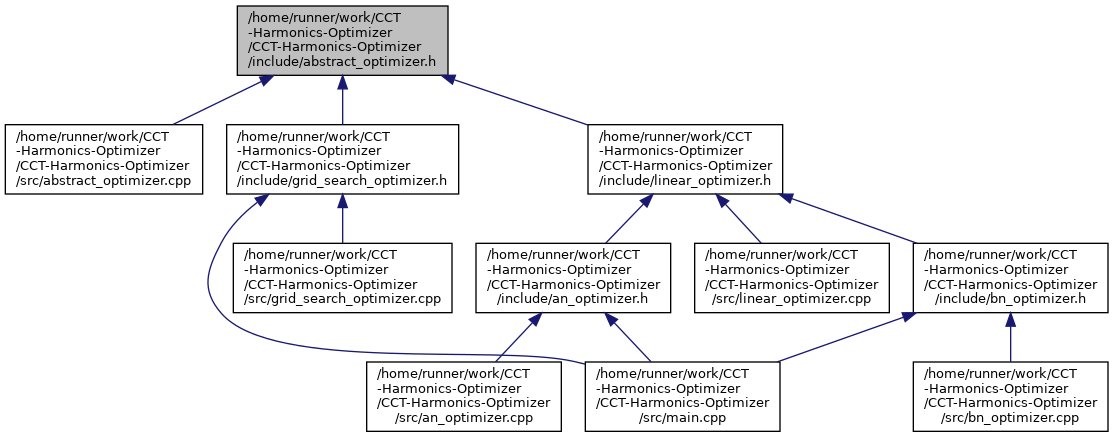 /home/runner/work/CCT
-Harmonics-Optimizer
/CCT-Harmonics-Optimizer
/include/abstract_optimizer.h
/home/runner/work/CCT
-Harmonics-Optimizer
/CCT-Harmonics-Optimizer
/src/abstract_optimizer.cpp
/home/runner/work/CCT
-Harmonics-Optimizer
/CCT-Harmonics-Optimizer
/include/grid_search_optimizer.h
/home/runner/work/CCT
-Harmonics-Optimizer
/CCT-Harmonics-Optimizer
/include/linear_optimizer.h
/home/runner/work/CCT
-Harmonics-Optimizer
/CCT-Harmonics-Optimizer
/src/grid_search_optimizer.cpp
/home/runner/work/CCT
-Harmonics-Optimizer
/CCT-Harmonics-Optimizer
/include/an_optimizer.h
/home/runner/work/CCT
-Harmonics-Optimizer
/CCT-Harmonics-Optimizer
/src/linear_optimizer.cpp
/home/runner/work/CCT
-Harmonics-Optimizer
/CCT-Harmonics-Optimizer
/include/bn_optimizer.h
/home/runner/work/CCT
-Harmonics-Optimizer
/CCT-Harmonics-Optimizer
/src/an_optimizer.cpp
/home/runner/work/CCT
-Harmonics-Optimizer
/CCT-Harmonics-Optimizer
/src/main.cpp
/home/runner/work/CCT
-Harmonics-Optimizer
/CCT-Harmonics-Optimizer
/src/bn_optimizer.cpp